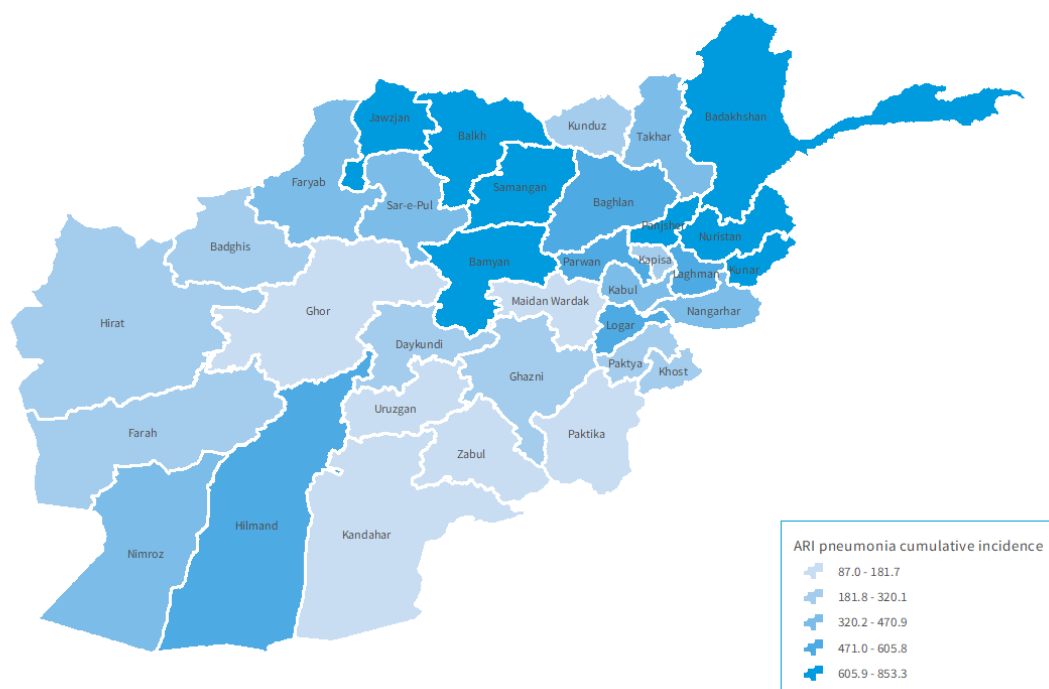 Badakhshan
Jawzjan
Balkh
Kunduz
Takhar
Faryab
Samangan
Baghlan
Sar-e-Pul
Panjsher
Nuristan
Badghis
Bamyan
Parwan
Kapisa
Laghman
Kunar
Kabul
Maidan Wardak
Ghor
Nangarhar
Hirat
Logar
Daykundi
Paktya
Khost
Ghazni
Uruzgan
Farah
Paktika
Zabul
Hilmand
Kandahar
Nimroz
ARI pneumonia cumulative incidence
87.0 - 181.7
181.8 - 320.1
320.2 - 470.9
471.0 - 605.8
605.9 - 853.3